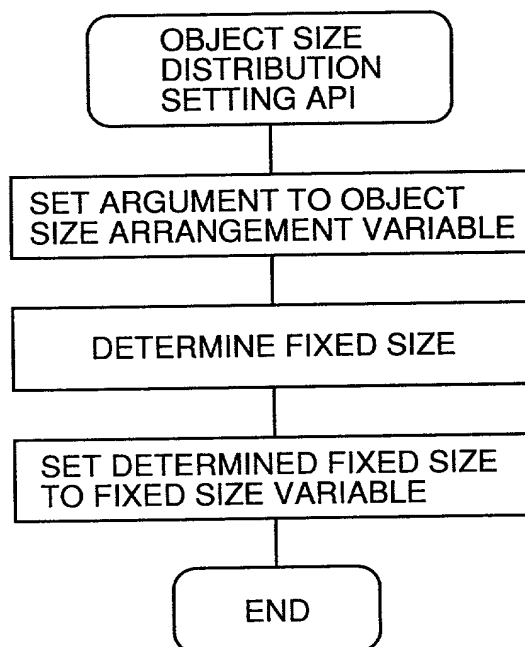 OBJECT SIZE
DISTRIBUTION
SETTING API
SET ARGUMENT TO OBJECT
SIZE ARRANGEMENT VARIABLE
DETERMINE FIXED SIZE
SET DETERMINED FIXED SIZE
TO FIXED SIZE VARIABLE
END